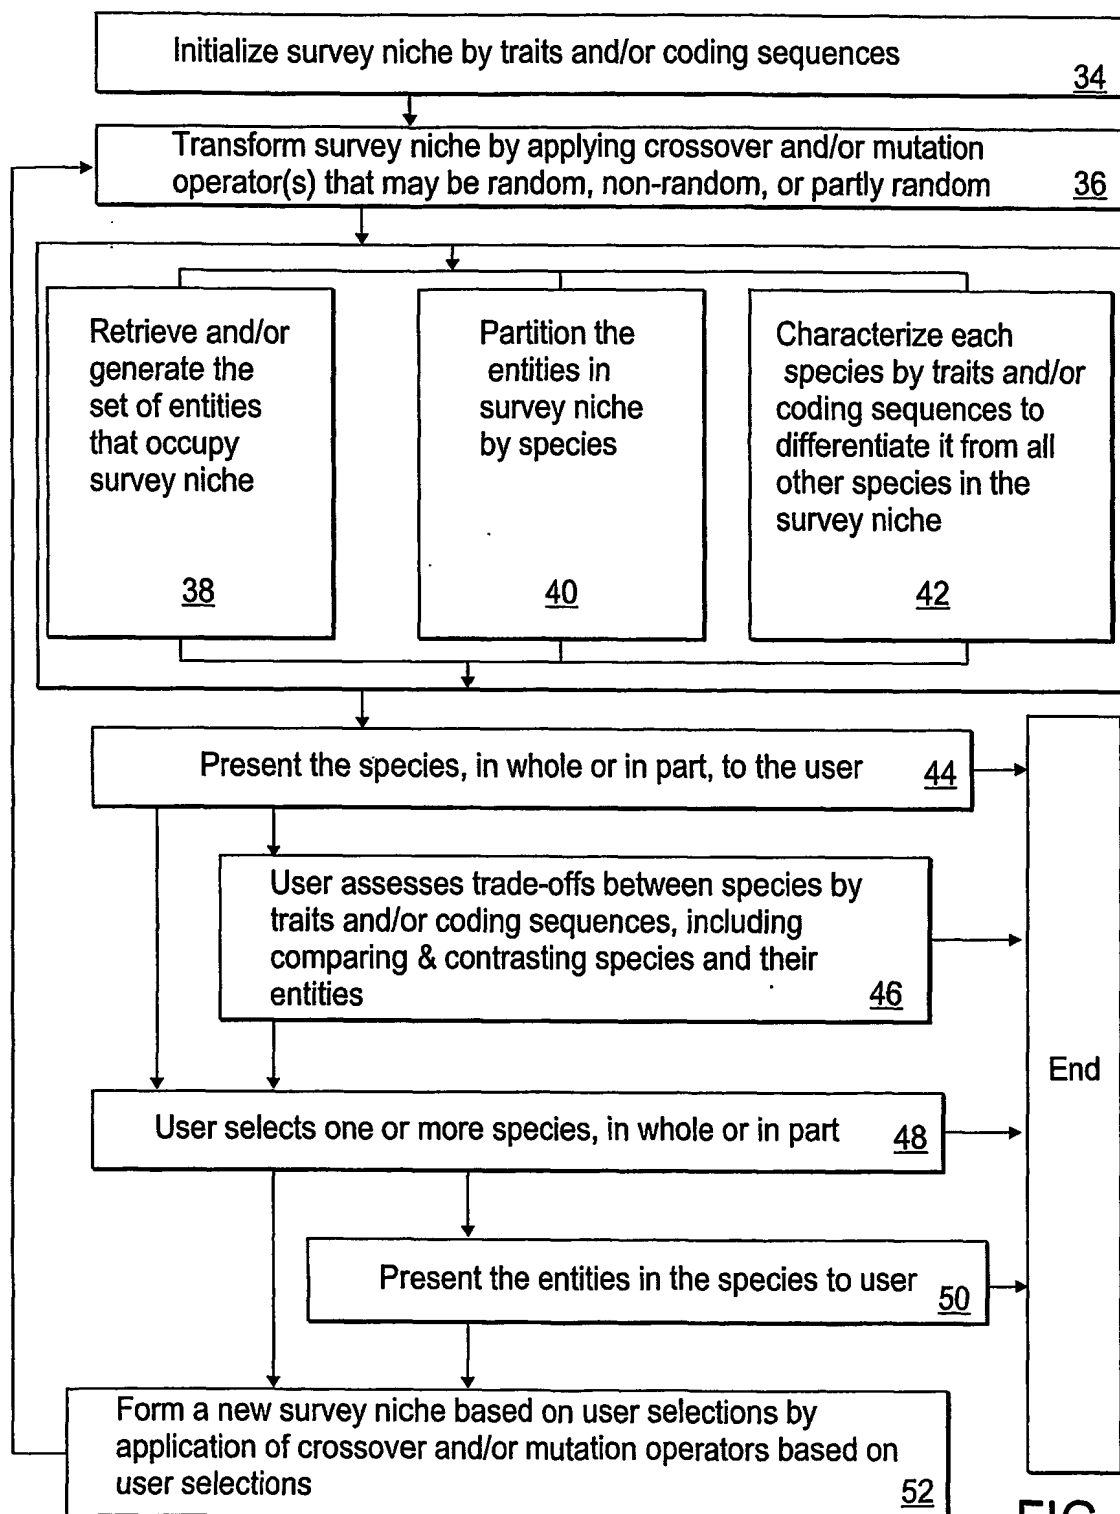 Initialize survey niche by traits and/or coding sequences
34
Transform survey niche by applying crossover and/or mutation
operator(s) that may be random, non-random, or partly random
36
Retrieve and/or
generate the
set of entities
that occupy
survey niche
38
Partition the
entities in
survey niche
by species
40
Characterize each
species by traits and/or
coding sequences to
differentiate it from all
other species in the
survey niche
42
Present the species, in whole or in part, to the user
44
User assesses trade-offs between species by
traits and/or coding sequences, including
comparing & contrasting species and their
entities
46
End
User selects one or more species, in whole or in part
48
Present the entities in the species to user
50
Form a new survey niche based on user selections by
application of crossover and/or mutation operators based on
user selections
52
FIG